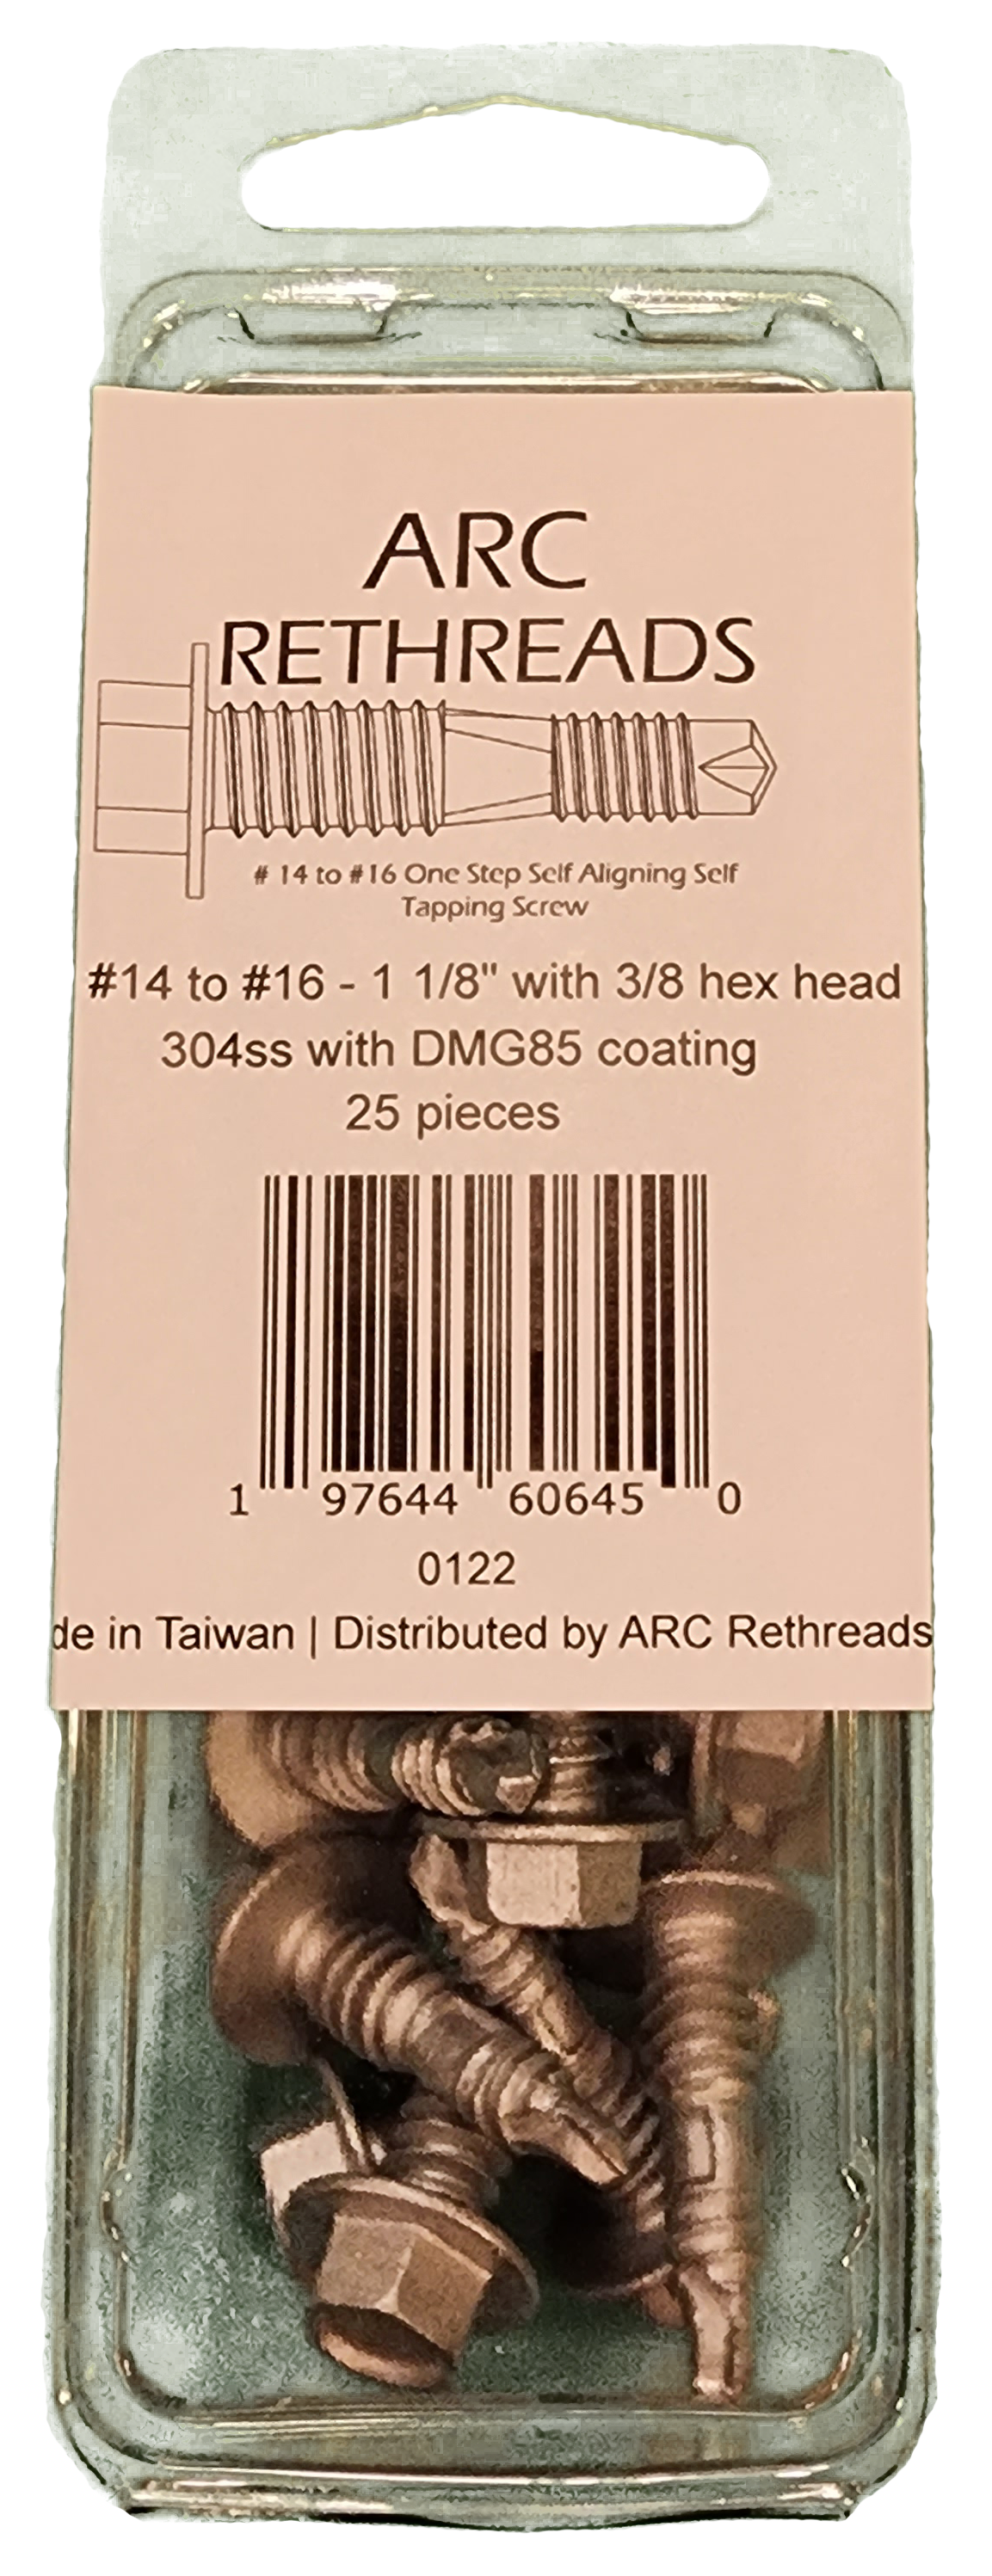 ARC
RETHREADS
# 14 to #16 One Step Self Aligning Self
Tapping Screw
#14 to #16 - 1 1/8" with 3/8 hex head
304ss with DMG85 coating
25 pieces
1 97644 60645 0
0122
de in Taiwan | Distributed by ARC Rethreads